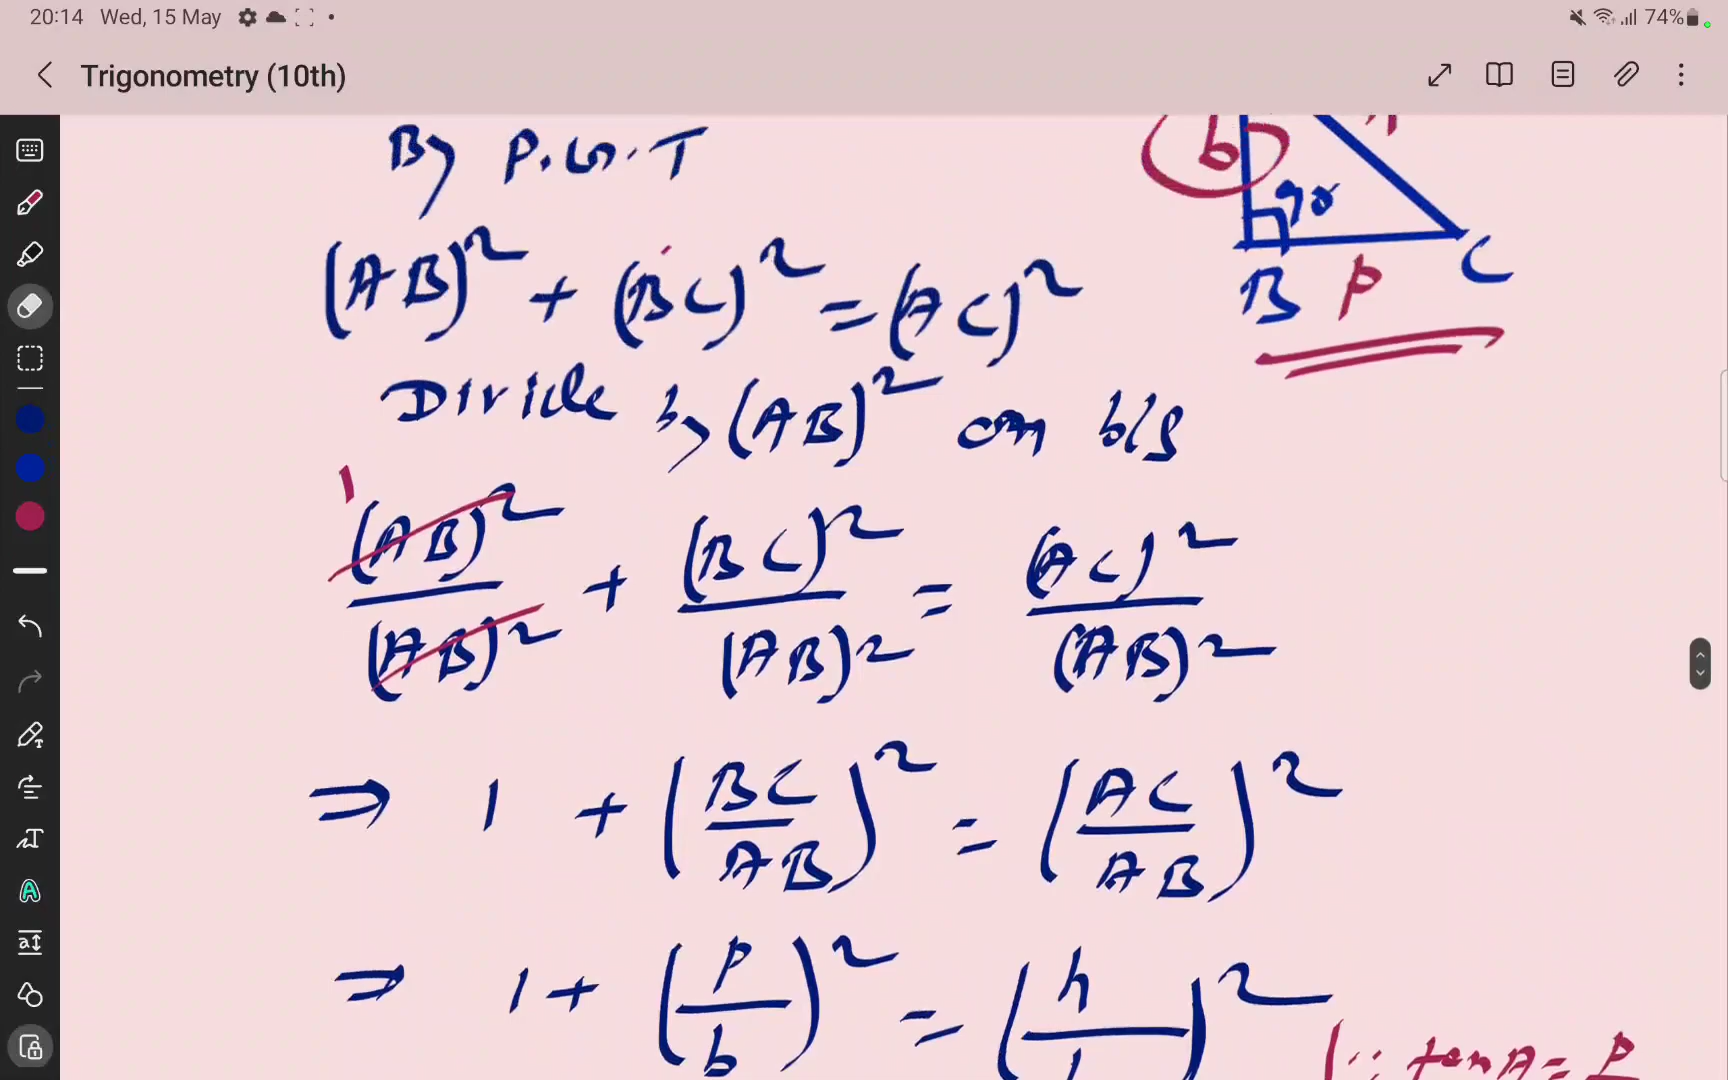 20:14 Wed, 15 May 74%
Trigonometry (10th)
By P.G.T
b 90
(AB)² + (BC)² = (AC)²
B P C
Divide by (AB)² on b/s
1
(AB)²/(AB)² + (BC)²/(AB)² = (AC)²/(AB)²
⇒ 1 + (BC/AB)² = (AC/AB)²
⇒ 1 + (P/b)² = (h/
∵ tan A = P